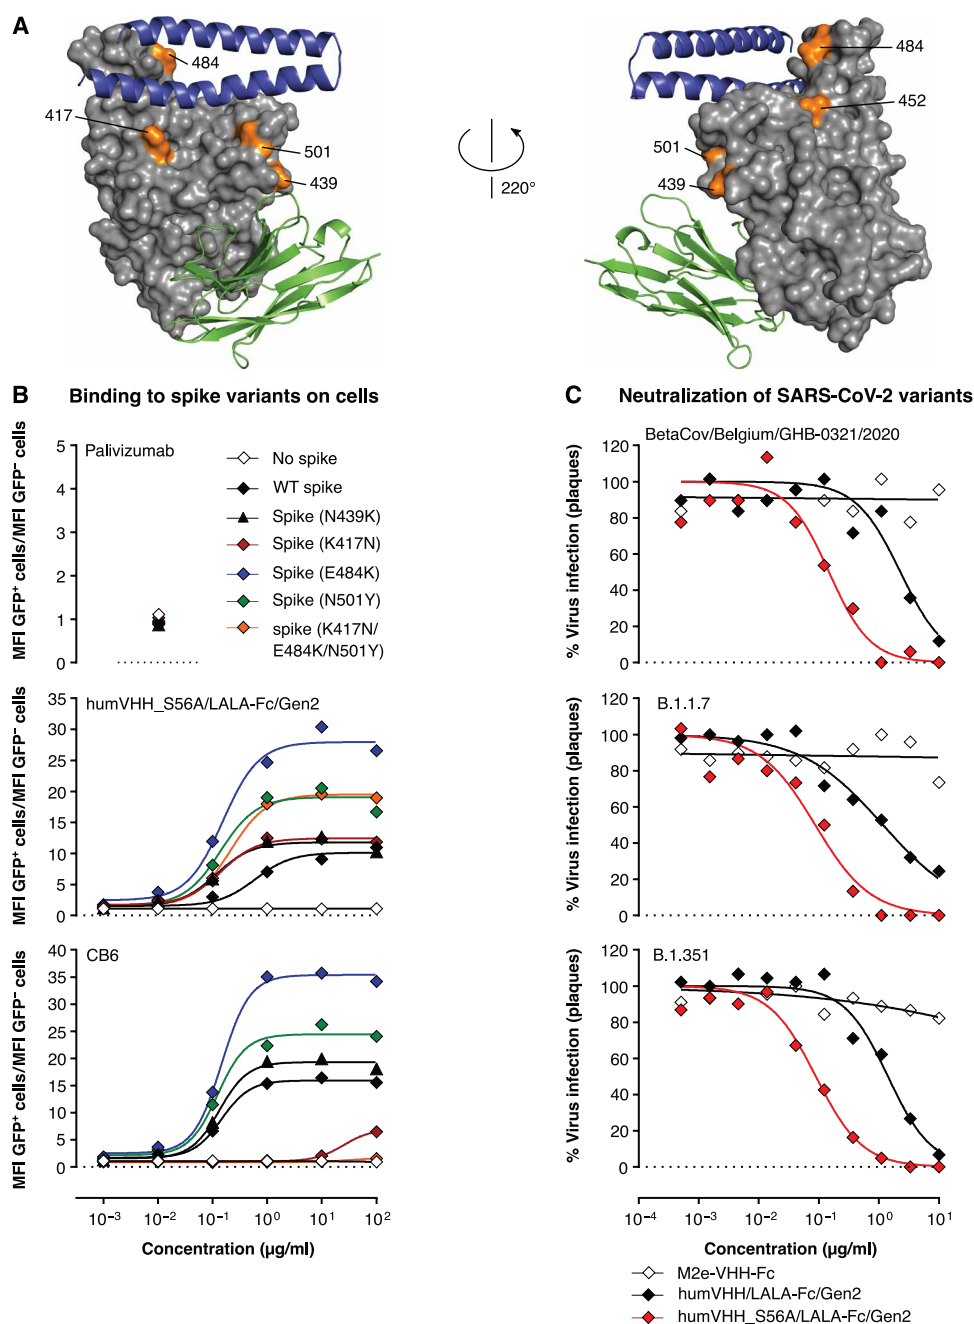 A
484
417
501
439
220°
484
452
501
439
B Binding to spike variants on cells
MFI GFP⁺ cells/MFI GFP⁻ cells
5
4
3
2
1
0
Palivizumab
No spike
WT spike
Spike (N439K)
Spike (K417N)
Spike (E484K)
Spike (N501Y)
spike (K417N/
E484K/N501Y)
MFI GFP⁺ cells/MFI GFP⁻ cells
35
30
25
20
15
10
5
0
humVHH_S56A/LALA-Fc/Gen2
MFI GFP⁺ cells/MFI GFP⁻ cells
40
35
30
25
20
15
10
5
0
CB6
10⁻³ 10⁻² 10⁻¹ 10⁰ 10¹ 10²
Concentration (µg/ml)
C Neutralization of SARS-CoV-2 variants
BetaCov/Belgium/GHB-0321/2020
% Virus infection (plaques)
120
100
80
60
40
20
0
B.1.1.7
% Virus infection (plaques)
120
100
80
60
40
20
0
B.1.351
% Virus infection (plaques)
120
100
80
60
40
20
0
10⁻⁴ 10⁻³ 10⁻² 10⁻¹ 10⁰ 10¹
Concentration (µg/ml)
M2e-VHH-Fc
humVHH/LALA-Fc/Gen2
humVHH_S56A/LALA-Fc/Gen2